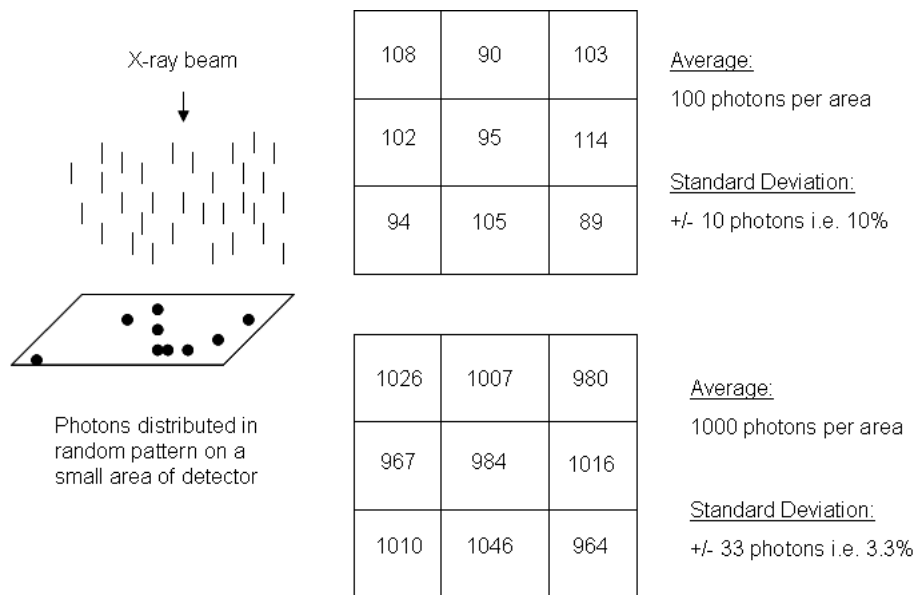 X-ray beam
108 90 103
102 95 114
94 105 89
Average:
100 photons per area
Standard Deviation:
+/- 10 photons i.e. 10%
Photons distributed in
random pattern on a
small area of detector
1026 1007 980
967 984 1016
1010 1046 964
Average:
1000 photons per area
Standard Deviation:
+/- 33 photons i.e. 3.3%